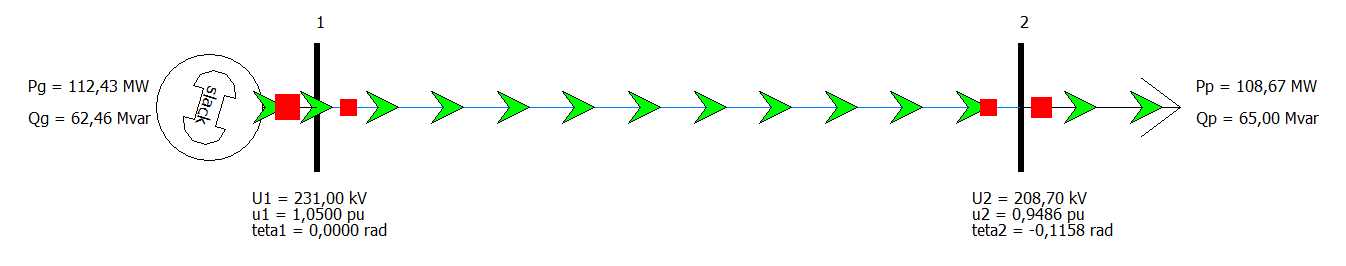 1
2
Pg = 112,43 MW
Qg = 62,46 Mvar
slack
Pp = 108,67 MW
Qp = 65,00 Mvar
U1 = 231,00 kV
u1 = 1,0500 pu
teta1 = 0,0000 rad
U2 = 208,70 kV
u2 = 0,9486 pu
teta2 = -0,1158 rad